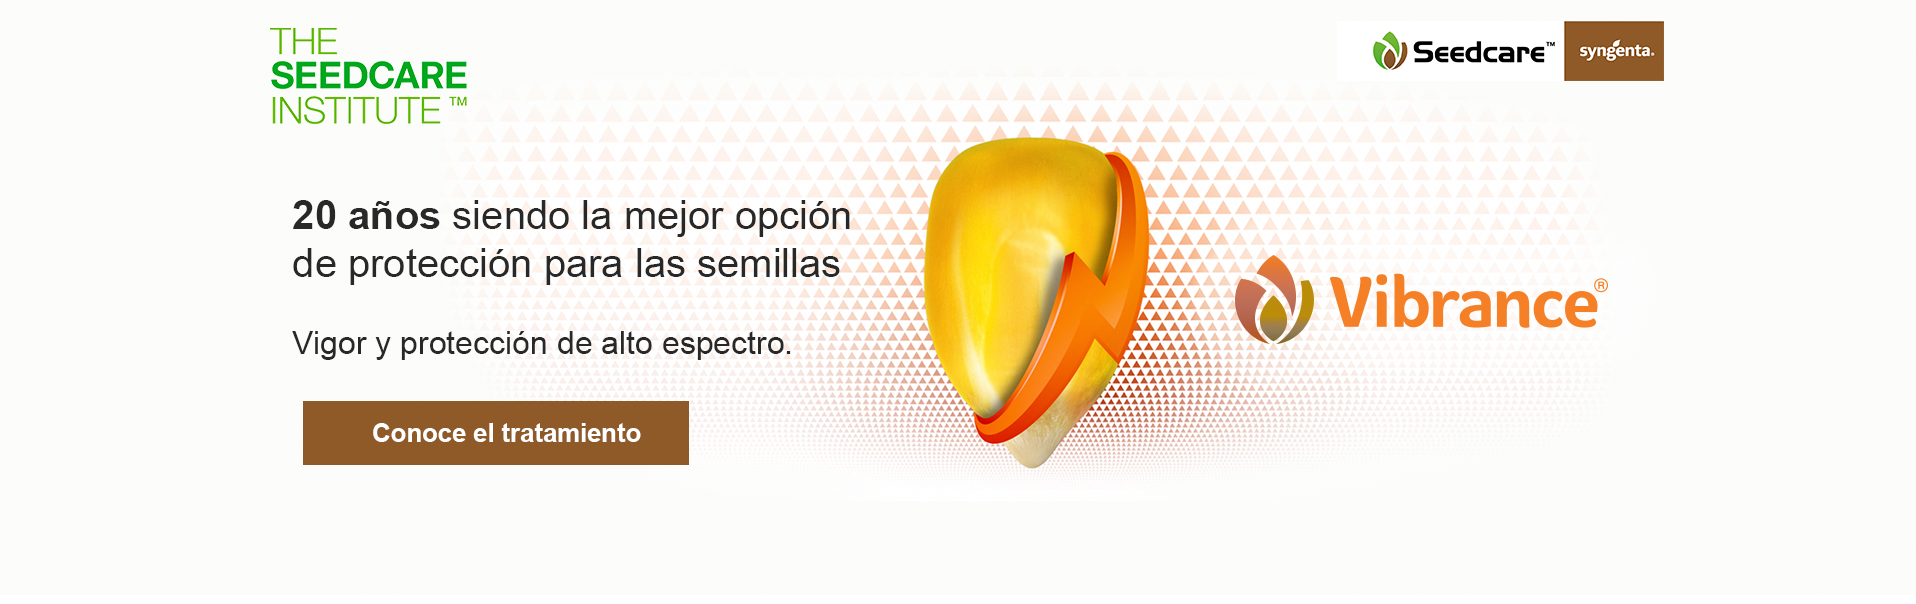 THE
SEEDCARE
INSTITUTE™
Seedcare™
syngenta.
20 años siendo la mejor opción
de protección para las semillas
Vibrance®
Vigor y protección de alto espectro.
Conoce el tratamiento